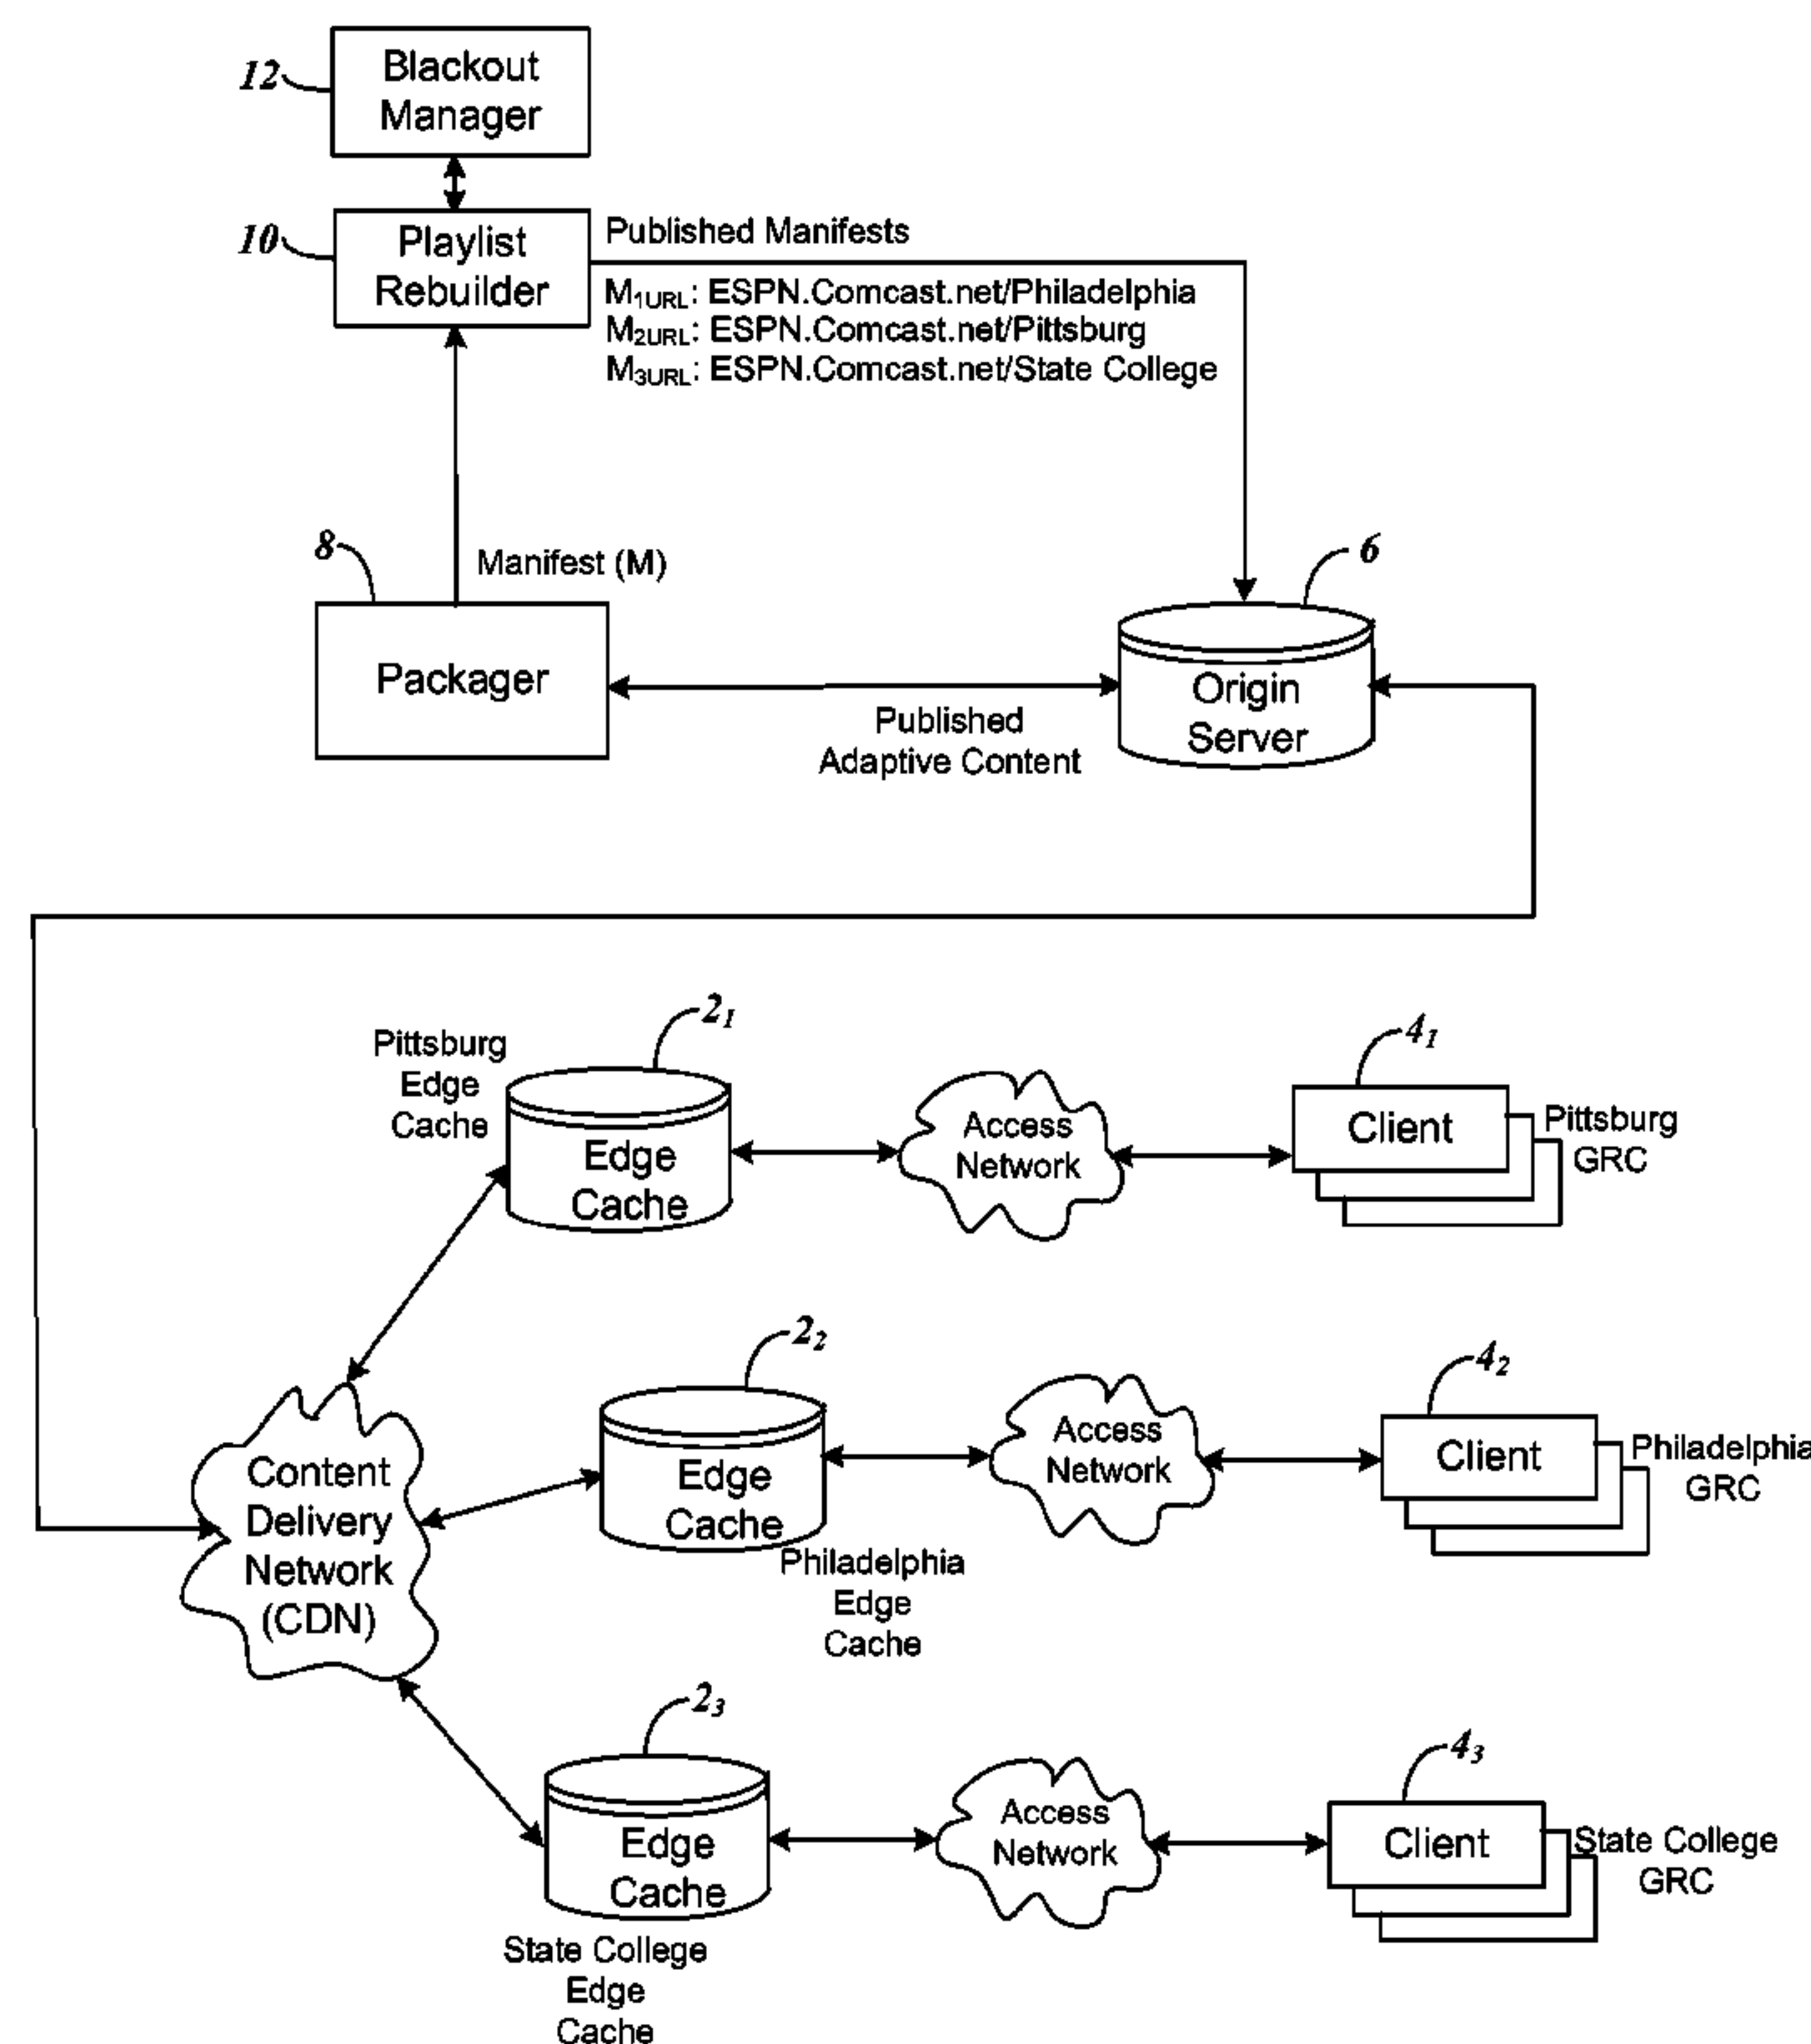 12
Blackout
Manager
10
Playlist
Rebuilder
Published Manifests
M1URL: ESPN.Comcast.net/Philadelphia
M2URL: ESPN.Comcast.net/Pittsburg
M3URL: ESPN.Comcast.net/State College
8
Manifest (M)
6
Packager
Origin
Server
Published
Adaptive Content
21
Pittsburg
Edge
Cache
Edge
Cache
Access
Network
41
Client
Pittsburg
GRC
22
Edge
Cache
Philadelphia
Edge
Cache
Access
Network
42
Client
Philadelphia
GRC
Content
Delivery
Network
(CDN)
23
Edge
Cache
State College
Edge
Cache
Access
Network
43
Client
State College
GRC